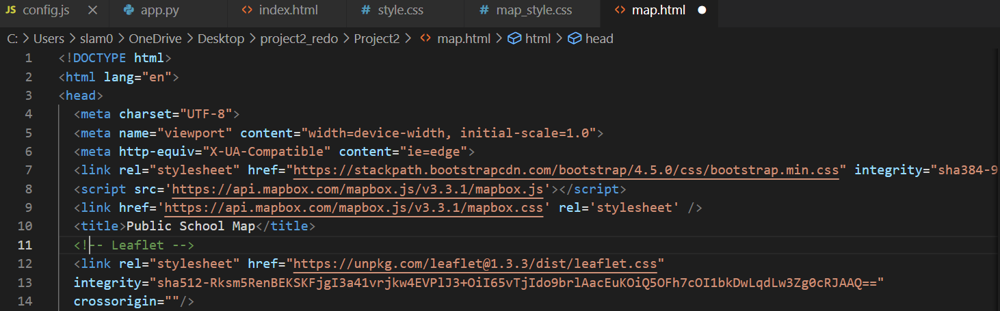 JS config.js × app.py <> index.html # style.css # map_style.css <> map.html ●
C: > Users > slam0 > OneDrive > Desktop > project2_redo > Project2 > <> map.html > html > head
1 <!DOCTYPE html>
2 <html lang="en">
3 <head>
4 <meta charset="UTF-8">
5 <meta name="viewport" content="width=device-width, initial-scale=1.0">
6 <meta http-equiv="X-UA-Compatible" content="ie=edge">
7 <link rel="stylesheet" href="https://stackpath.bootstrapcdn.com/bootstrap/4.5.0/css/bootstrap.min.css" integrity="sha384-9
8 <script src='https://api.mapbox.com/mapbox.js/v3.3.1/mapbox.js'></script>
9 <link href='https://api.mapbox.com/mapbox.js/v3.3.1/mapbox.css' rel='stylesheet' />
10 <title>Public School Map</title>
11 <!-- Leaflet -->
12 <link rel="stylesheet" href="https://unpkg.com/leaflet@1.3.3/dist/leaflet.css"
13 integrity="sha512-Rksm5RenBEKSKFjgI3a41vrjkw4EVPlJ3+OiI65vTjIdo9brlAacEuKOiQ5OFh7cOI1bkDwLqdLw3Zg0cRJAAQ=="
14 crossorigin=""/>